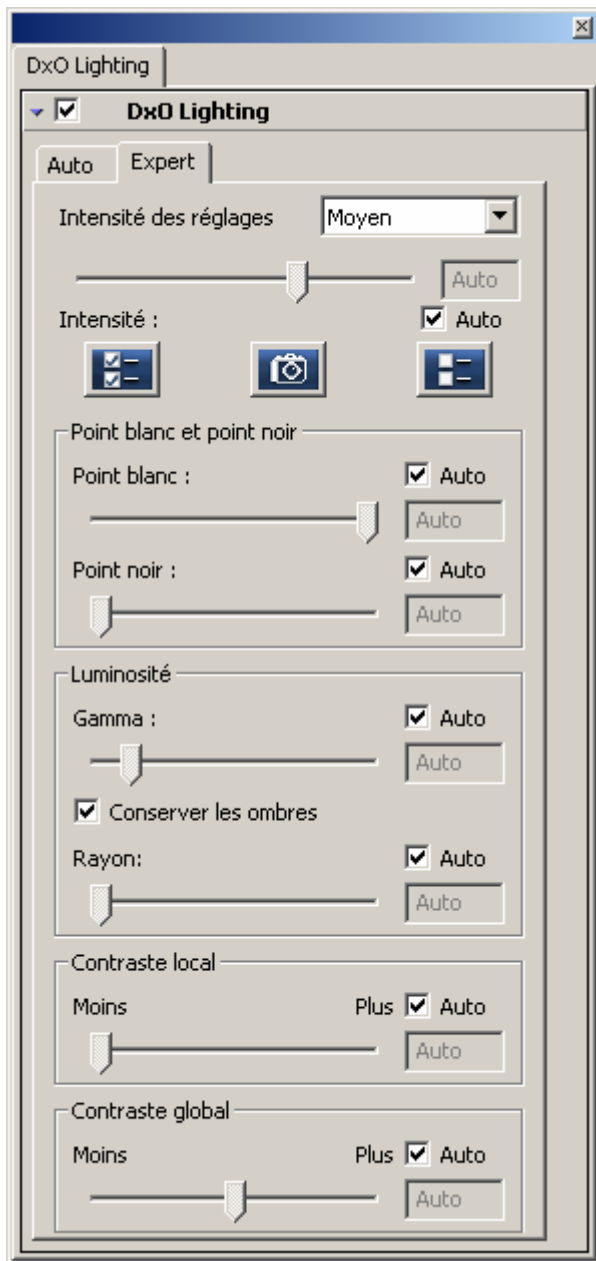 DxO Lighting
DxO Lighting
Auto Expert
Intensité des réglages Moyen
Auto
Intensité : Auto
Point blanc et point noir
Point blanc : Auto
Auto
Point noir : Auto
Auto
Luminosité
Gamma : Auto
Auto
Conserver les ombres
Rayon: Auto
Auto
Contraste local
Moins Plus Auto
Auto
Contraste global
Moins Plus Auto
Auto